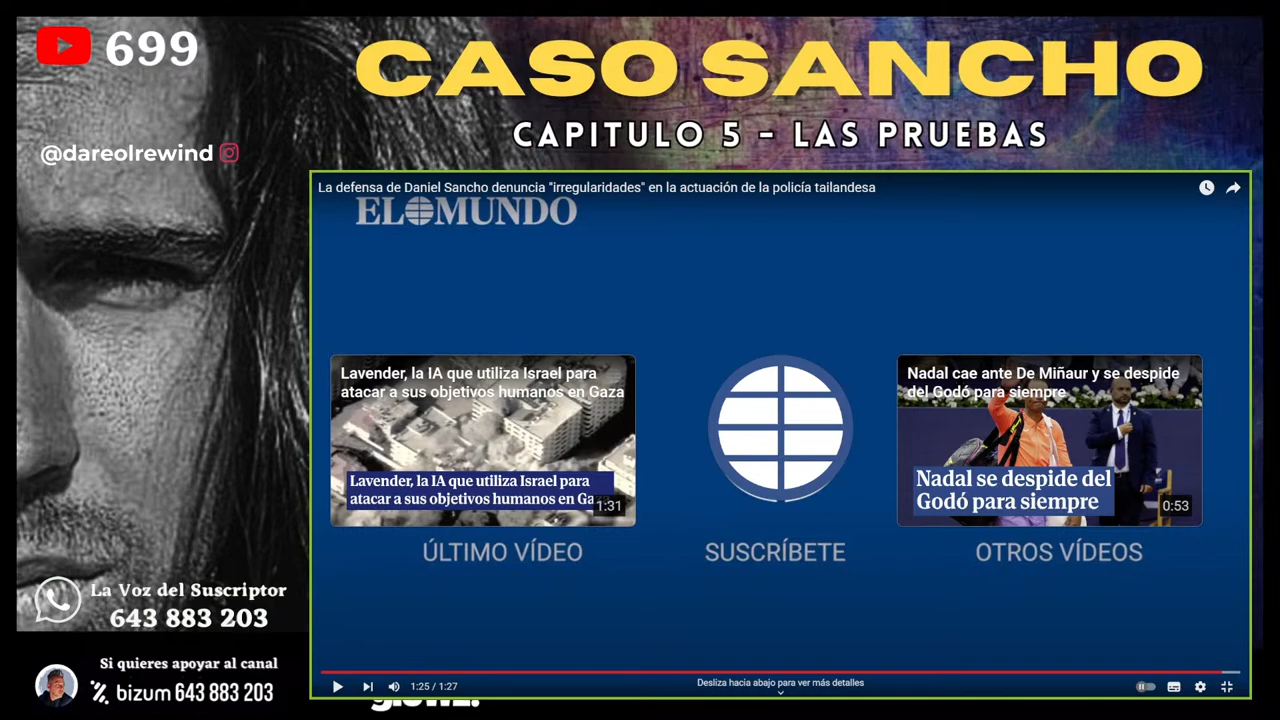 699
CASO SANCHO
CAPITULO 5 - LAS PRUEBAS
@dareolrewind
La defensa de Daniel Sancho denuncia "irregularidades" en la actuación de la policía tailandesa
EL MUNDO
Lavender, la IA que utiliza Israel para
atacar a sus objetivos humanos en Gaza
Lavender, la IA que utiliza Israel para
atacar a sus objetivos humanos en
1:31
Nadal cae ante De Miñaur y se despide
del Godó para siempre
Nadal se despide del
Godó para siempre
0:53
ÚLTIMO VÍDEO
SUSCRÍBETE
OTROS VÍDEOS
La Voz del Suscriptor
643 883 203
Si quieres apoyar al canal
bizum 643 883 203
1:25 / 1:27
Desliza hacia abajo para ver más detalles